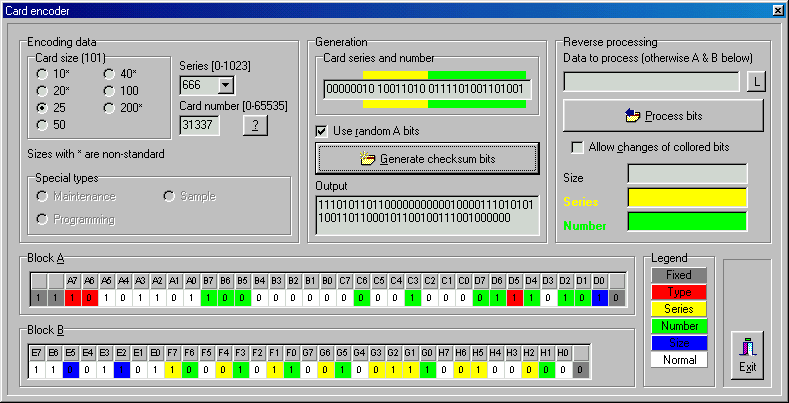 Card encoder
Encoding data
Card size (101)
10*
40*
20*
100
25
200*
50
Series [0-1023]
666
Card number [0-65535]
31337
?
Sizes with * are non-standard
Special types
Maintenance
Sample
Programming
Generation
Card series and number
00000010 10011010 0111101001101001
Use random A bits
Generate checksum bits
Output
111010110110000000000010000111010101
10011011000101100100111001000000
Reverse processing
Data to process (otherwise A & B below)
L
Process bits
Allow changes of collored bits
Size
Series
Number
Block A
A7 A6 A5 A4 A3 A2 A1 A0 B7 B6 B5 B4 B3 B2 B1 B0 C7 C6 C5 C4 C3 C2 C1 C0 D7 D6 D5 D4 D3 D2 D1 D0
1 1 1 0 1 0 1 1 0 1 1 0 0 0 0 0 0 0 0 0 0 0 1 0 0 0 0 1 1 1 0 1 0 1 0
Block B
E7 E6 E5 E4 E3 E2 E1 E0 F7 F6 F5 F4 F3 F2 F1 F0 G7 G6 G5 G4 G3 G2 G1 G0 H7 H6 H5 H4 H3 H2 H1 H0
1 1 0 0 1 1 0 1 1 0 0 0 1 0 1 1 0 0 1 0 0 1 1 1 0 0 1 0 0 0 0 0 0
Legend
Fixed
Type
Series
Number
Size
Normal
Exit